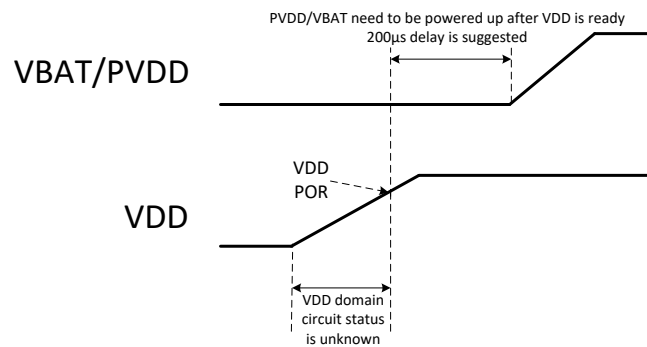 PVDD/VBAT need to be powered up after VDD is ready
200µs delay is suggested
VBAT/PVDD
VDD
POR
VDD
VDD domain
circuit status
is unknown